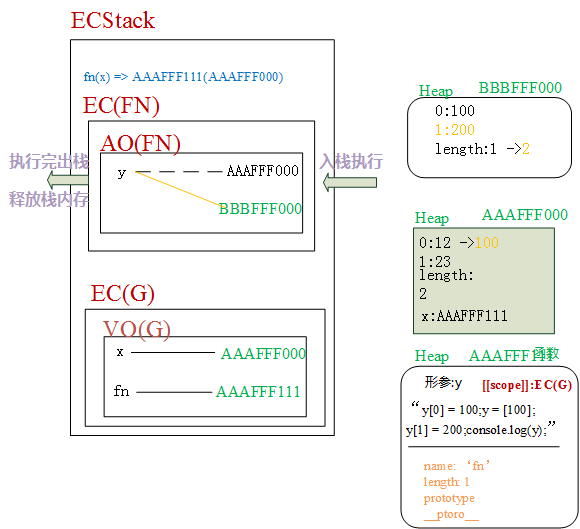 ECStack
fn(x) => AAAFFF111(AAAFFF000)
EC(FN)
AO(FN)
y
AAAFFF000
BBBFFF000
执行完出栈
释放栈内存
入栈执行
EC(G)
VO(G)
x
AAAFFF000
fn
AAAFFF111
Heap BBBFFF000
0:100
1:200
length:1 ->2
Heap AAAFFF000
0:12 ->100
1:23
length:
2
x:AAAFFF111
函数
Heap AAAFFF111
形参:y [[scope]]:EC(G)
“y[0] = 100;y = [100];
y[1] = 200;console.log(y);”
name: ‘fn’
length: 1
prototype
__ptoro__